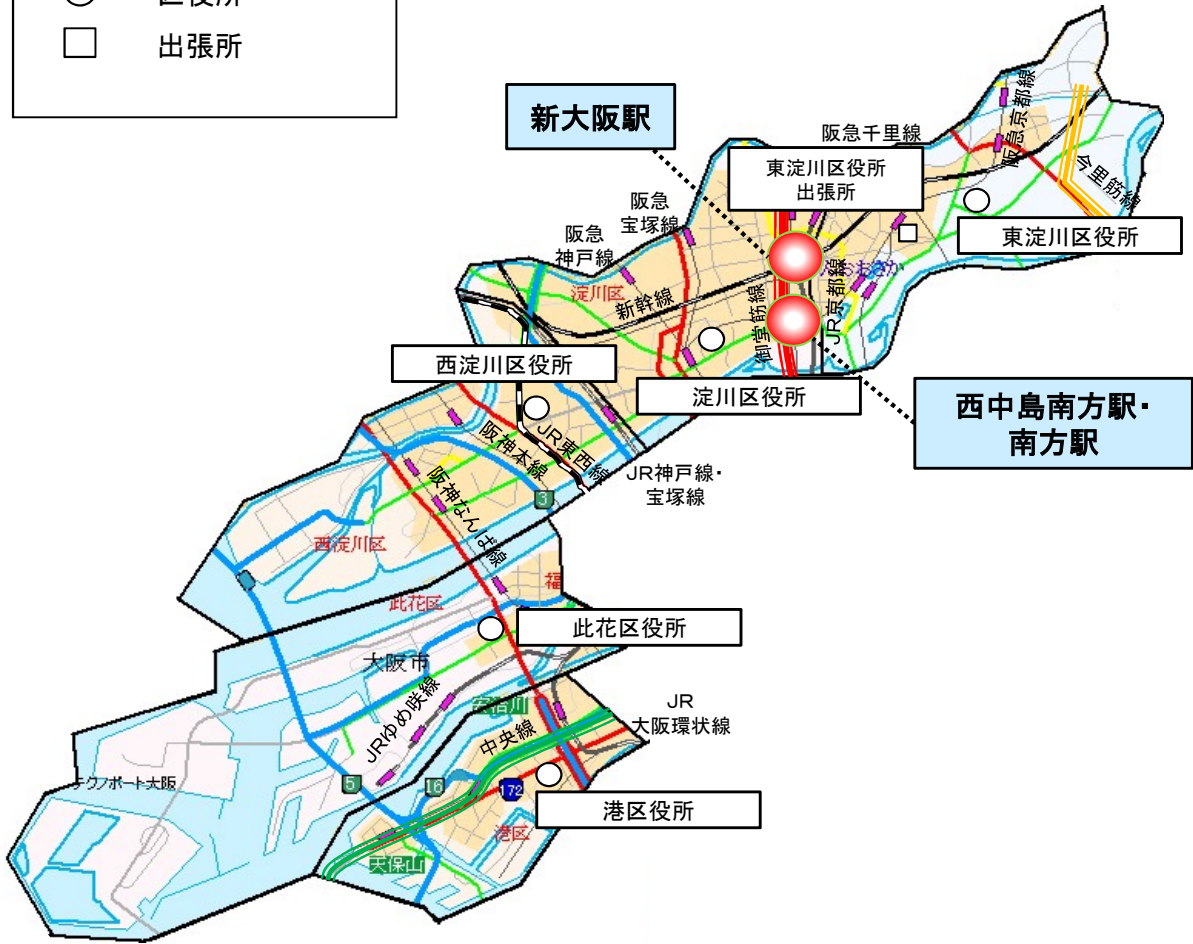 区役所
出張所
新大阪駅
阪急千里線
阪急京都線
東淀川区役所
出張所
今里筋線
阪急
宝塚線
東淀川区役所
阪急
神戸線
おおさか
淀川区
新幹線
御堂筋線
JR京都線
西淀川区役所
淀川区役所
西中島南方駅・
南方駅
阪神本線
JR東西線
JR神戸線・
宝塚線
3
阪神なんば線
西淀川区
福
此花区
此花区役所
大阪市
JRゆめ咲線
安治川
JR
大阪環状線
中央線
テクノポート大阪
5
16
172
港区役所
港区
天保山